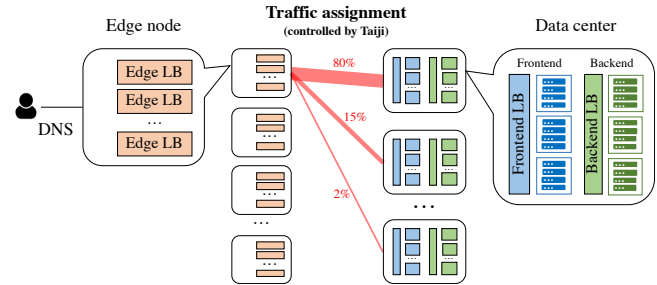 Edge node
Traffic assignment
(controlled by Taiji)
Data center
Edge LB
Edge LB
...
Edge LB
DNS
...
...
...
...
...
80%
15%
2%
...
...
...
...
...
...
...
Frontend
Backend
Frontend LB
Backend LB